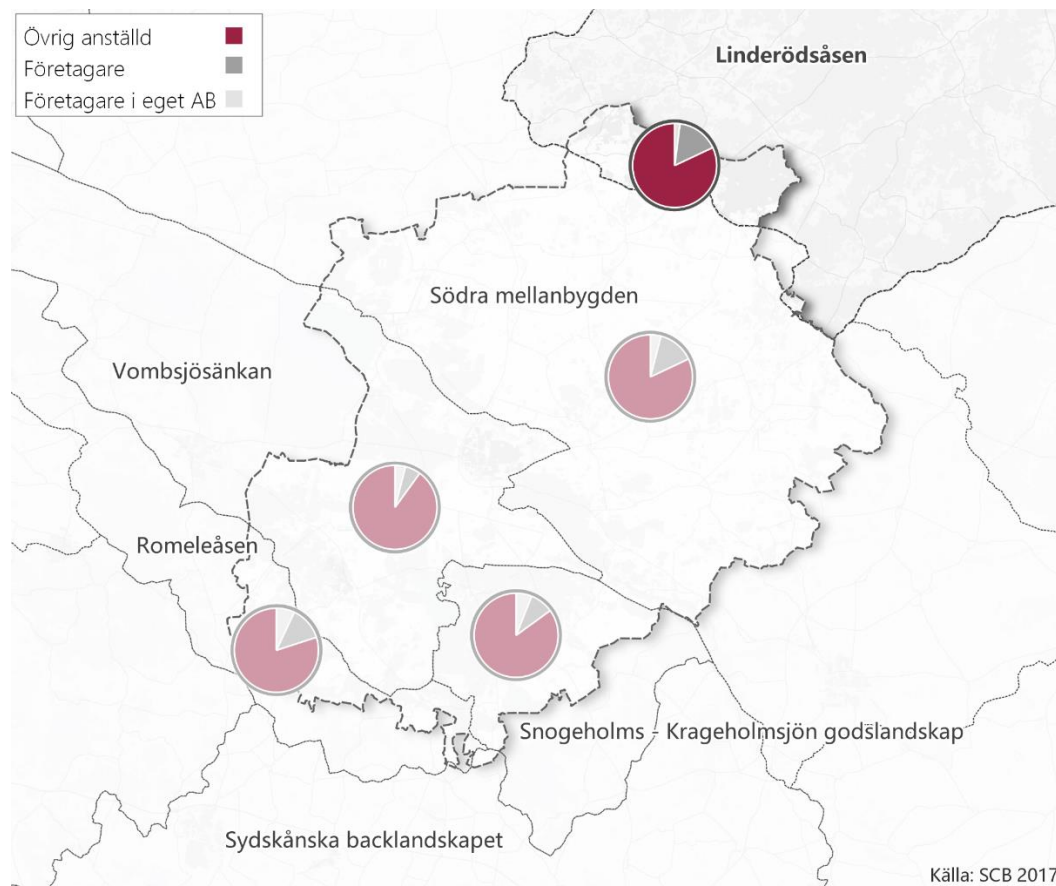 Övrig anställd
Företagare
Företagare i eget AB
Linderödsåsen
Södra mellanbygden
Vombsjösänkan
Romeleåsen
Snogeholms - Krageholmsjön godslandskap
Sydskånska backlandskapet
Källa: SCB 2017